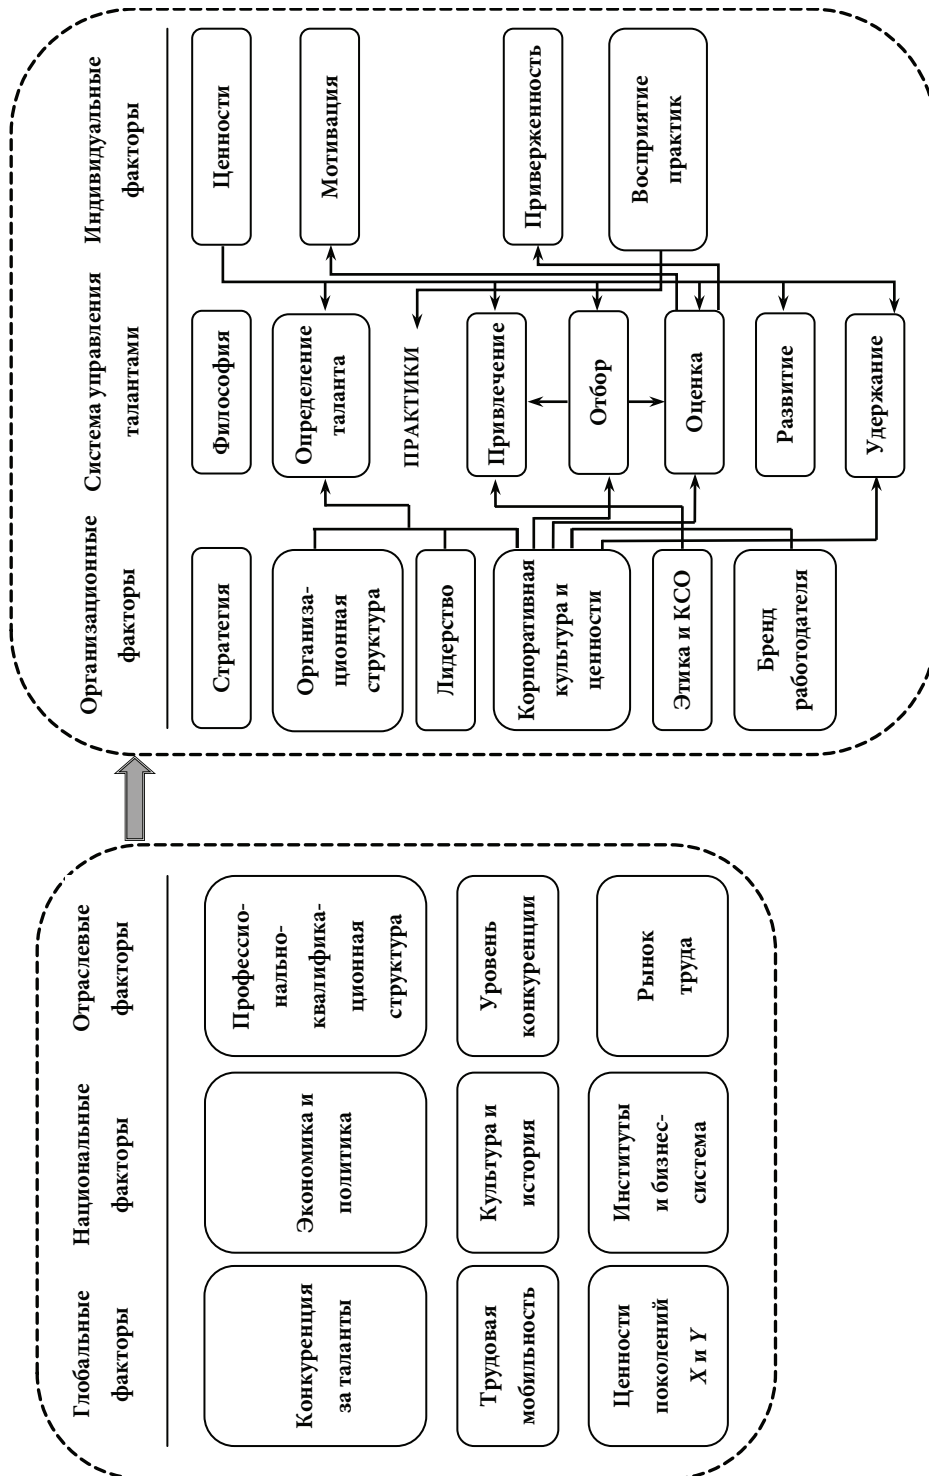 Глобальные
факторы
Национальные
факторы
Отраслевые
факторы
Конкуренция
за таланты
Экономика и
политика
Профессио-
нально-
квалифика-
ционная
структура
Трудовая
мобильность
Культура и
история
Уровень
конкуренции
Ценности
поколений
X и Y
Институты
и бизнес-
система
Рынок
труда
Организационные
факторы
Система управления
талантами
Индивидуальные
факторы
Стратегия
Философия
Ценности
Организа-
ционная
структура
Определение
таланта
Мотивация
Лидерство
ПРАКТИКИ
Корпоративная
культура и
ценности
Привлечение
Приверженность
Отбор
Восприятие
практик
Этика и КСО
Оценка
Бренд
работодателя
Развитие
Удержание